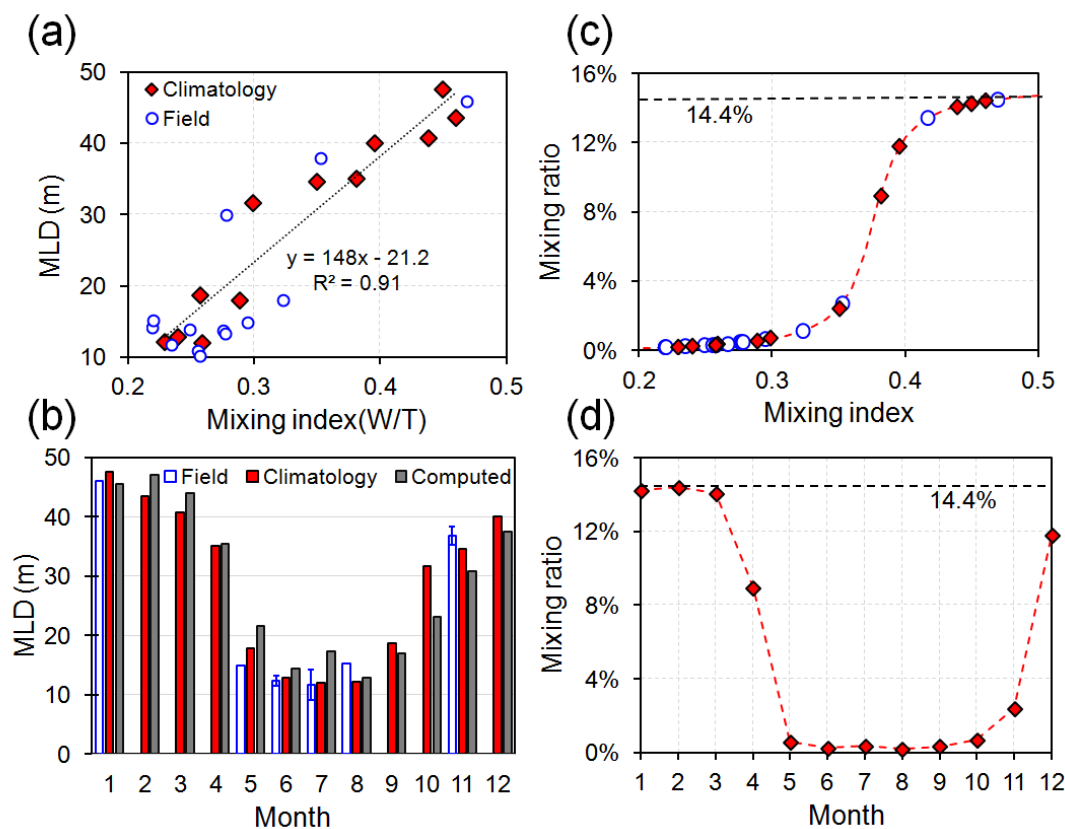 (a)
50
40
30
20
10
MLD (m)
Climatology
Field
y = 148x - 21.2
R² = 0.91
0.2 0.3 0.4 0.5
Mixing index(W/T)
(c)
16%
12%
8%
4%
0%
Mixing ratio
14.4%
0.2 0.3 0.4 0.5
Mixing index
(b)
50
40
30
20
10
0
MLD (m)
Field Climatology Computed
1 2 3 4 5 6 7 8 9 10 11 12
Month
(d)
16%
12%
8%
4%
0%
Mixing ratio
14.4%
1 2 3 4 5 6 7 8 9 10 11 12
Month